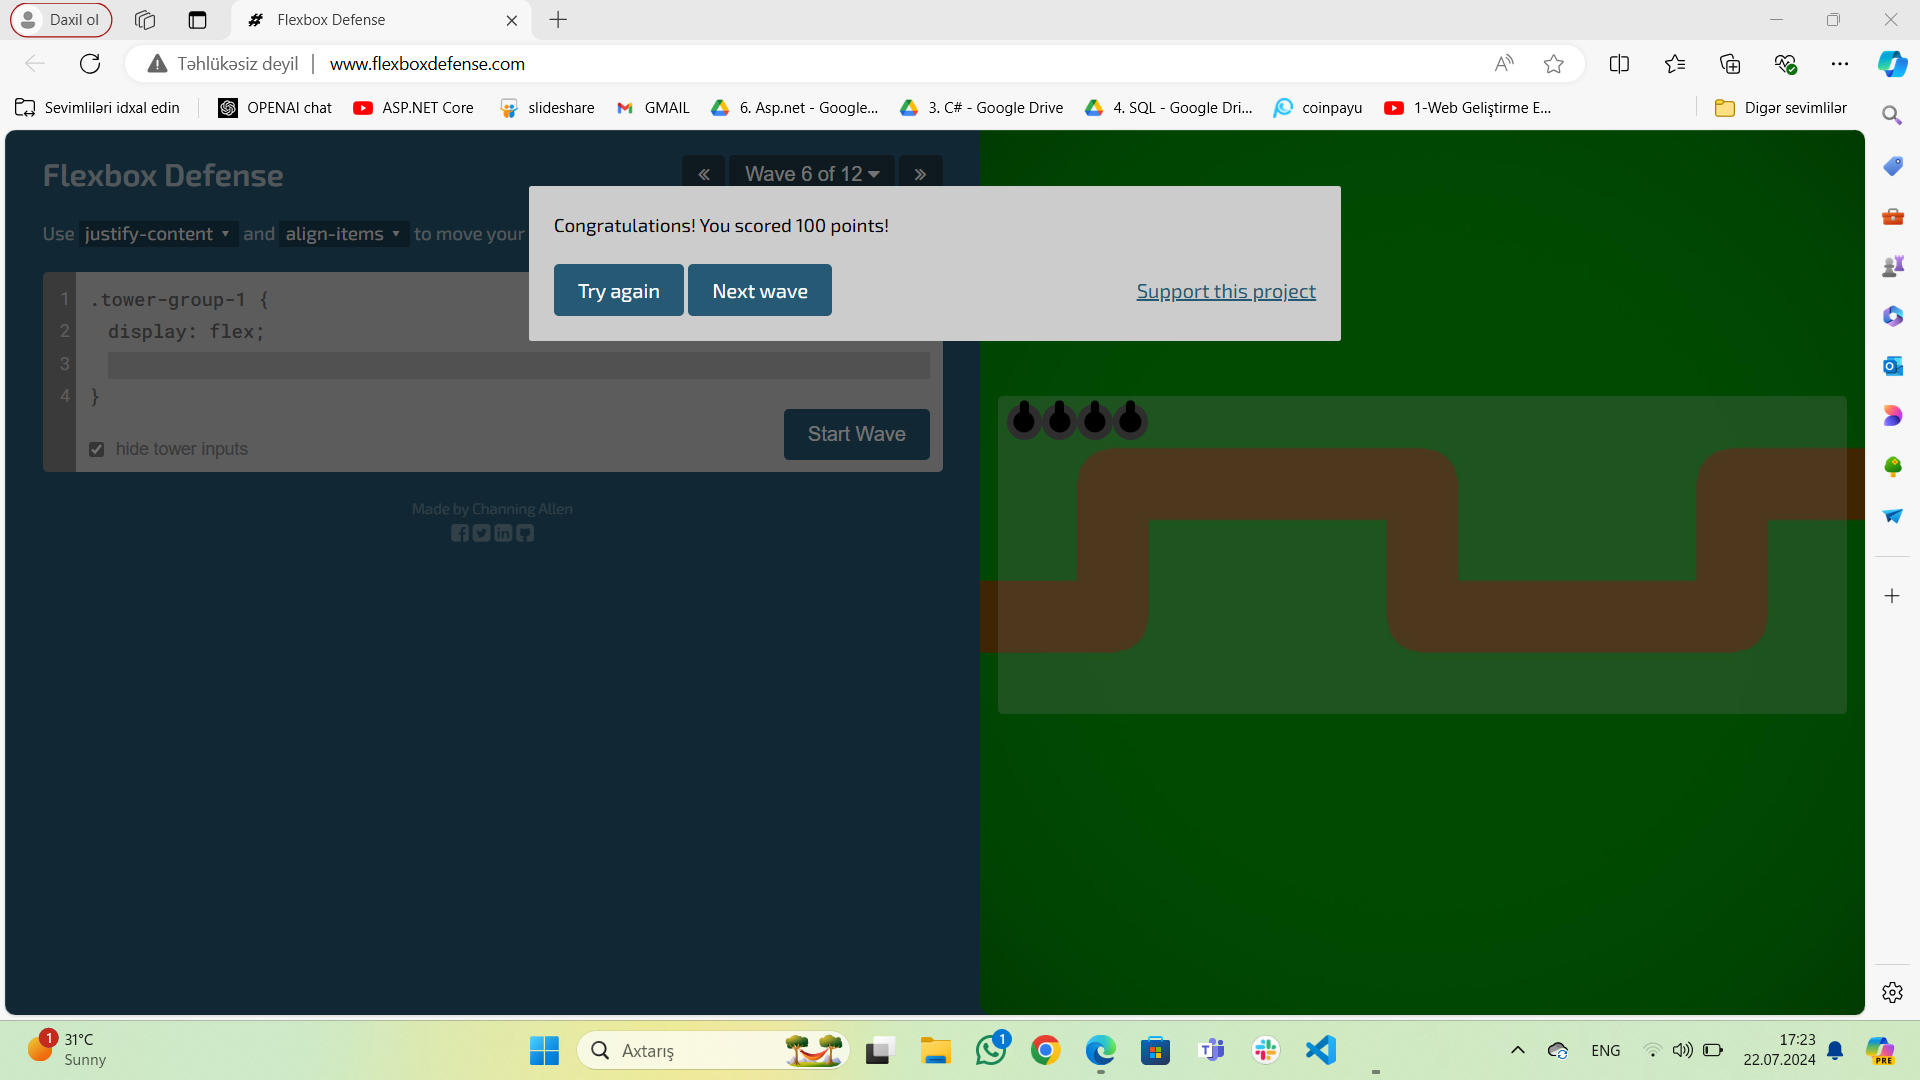 Daxil ol
Flexbox Defense
Təhlükəsiz deyil
www.flexboxdefense.com
Sevimliləri idxal edin
OPENAI chat
ASP.NET Core
slideshare
GMAIL
6. Asp.net - Google...
3. C# - Google Drive
4. SQL - Google Dri...
coinpayu
1-Web Geliştirme E...
Digər sevimlilər
Flexbox Defense
« Wave 6 of 12 »
Use justify-content and align-items to move your
Congratulations! You scored 100 points!
Try again
Next wave
Support this project
1 .tower-group-1 {
2 display: flex;
3
4 }
hide tower inputs
Start Wave
Made by Channing Allen
1
31°C
Sunny
Axtarış
1
ENG
17:23
22.07.2024
PRE